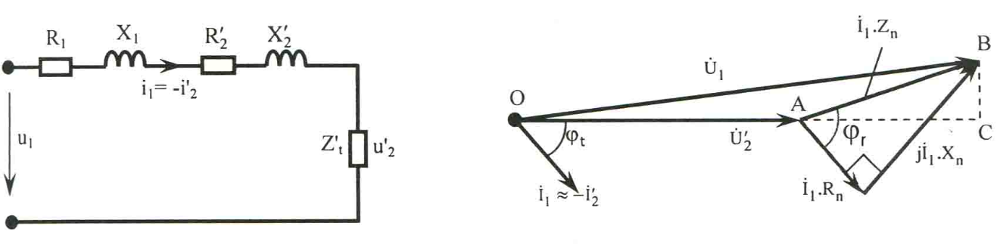 R₁
X₁
R′₂
X′₂
i₁= -i'₂
u₁
Z'ₜ
u'₂
O
φₜ
İ₁ ≈ –İ′₂
U̇₁
U̇′₂
A
İ₁.Zₙ
B
C
φᵣ
İ₁.Rₙ
jİ₁.Xₙ